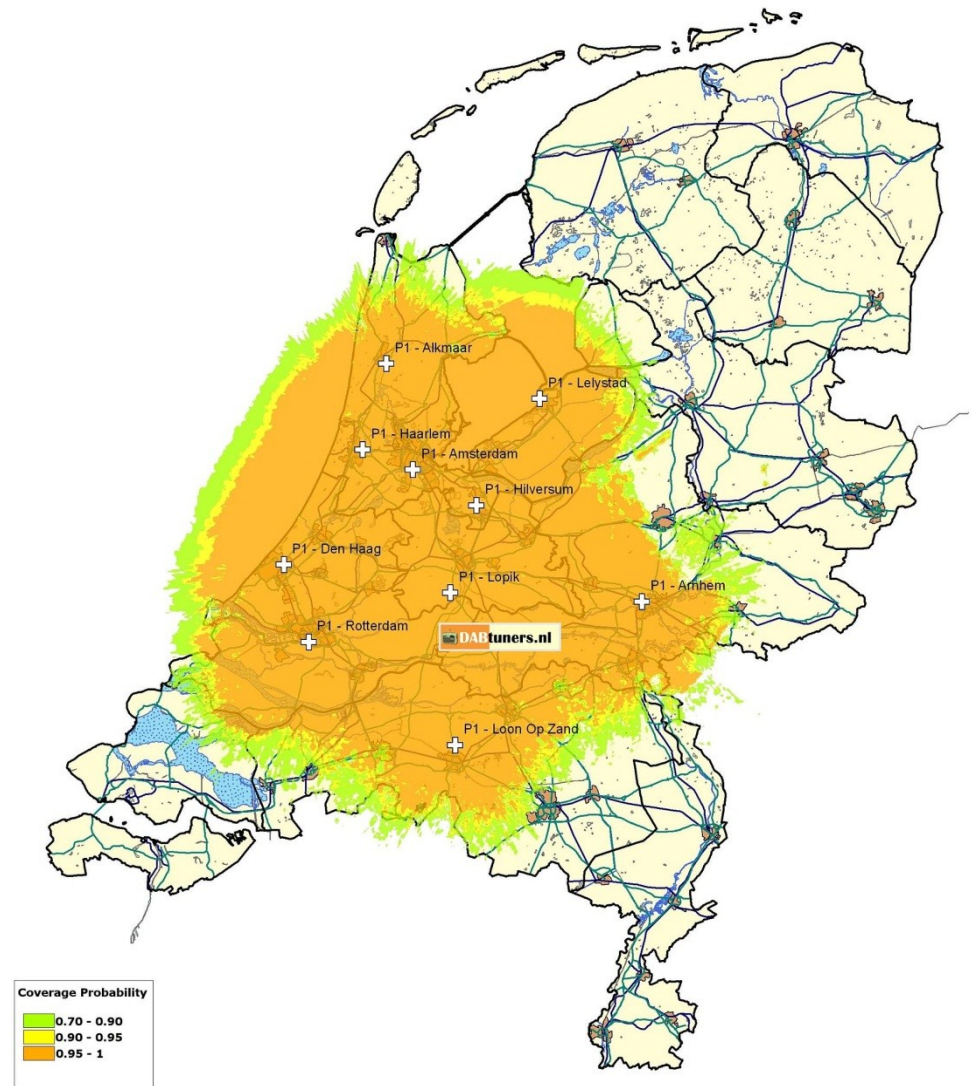 P1 - Alkmaar
P1 - Lelystad
P1 - Haarlem
P1 - Amsterdam
P1 - Hilversum
P1 - Den Haag
P1 - Lopik
P1 - Arnhem
P1 - Rotterdam
DABtuners.nl
P1 - Loon Op Zand
Coverage Probability
0.70 - 0.90
0.90 - 0.95
0.95 - 1